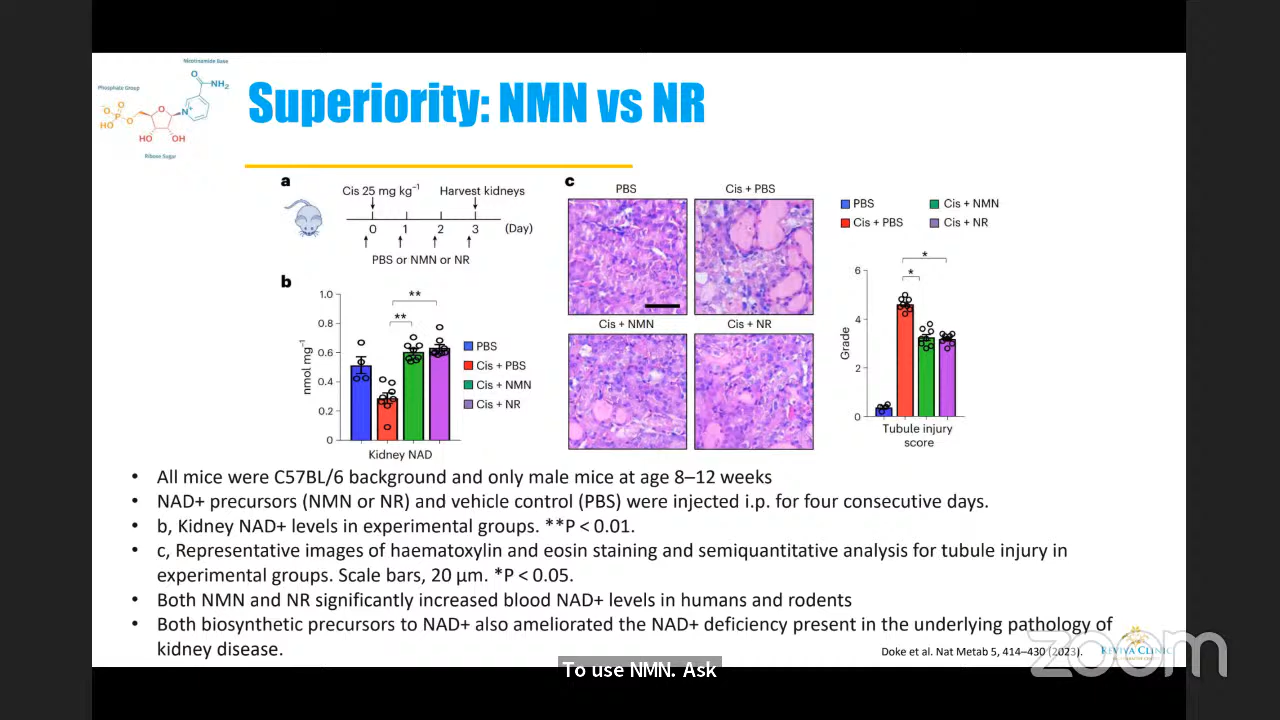 Nicotinamide Base
Phosphate Group
O
NH₂
⁻O
O
P
O
HO
O
N⁺
HO
OH
Ribose Sugar
Superiority: NMN vs NR
a
Cis 25 mg kg⁻¹
Harvest kidneys
0 1 2 3 (Day)
PBS or NMN or NR
b
1.0
0.8
0.6
0.4
0.2
0
nmol mg⁻¹
**
**
Kidney NAD
PBS
Cis + PBS
Cis + NMN
Cis + NR
c
PBS
Cis + PBS
Cis + NMN
Cis + NR
PBS
Cis + NMN
Cis + PBS
Cis + NR
6
4
2
0
Grade
*
*
Tubule injury
score
• All mice were C57BL/6 background and only male mice at age 8–12 weeks
• NAD+ precursors (NMN or NR) and vehicle control (PBS) were injected i.p. for four consecutive days.
• b, Kidney NAD+ levels in experimental groups. **P < 0.01.
• c, Representative images of haematoxylin and eosin staining and semiquantitative analysis for tubule injury in
experimental groups. Scale bars, 20 μm. *P < 0.05.
• Both NMN and NR significantly increased blood NAD+ levels in humans and rodents
• Both biosynthetic precursors to NAD+ also ameliorated the NAD+ deficiency present in the underlying pathology of
kidney disease.
Doke et al. Nat Metab 5, 414–430 (2023).
REVIVA CLINIC
zoom
To use NMN. Ask